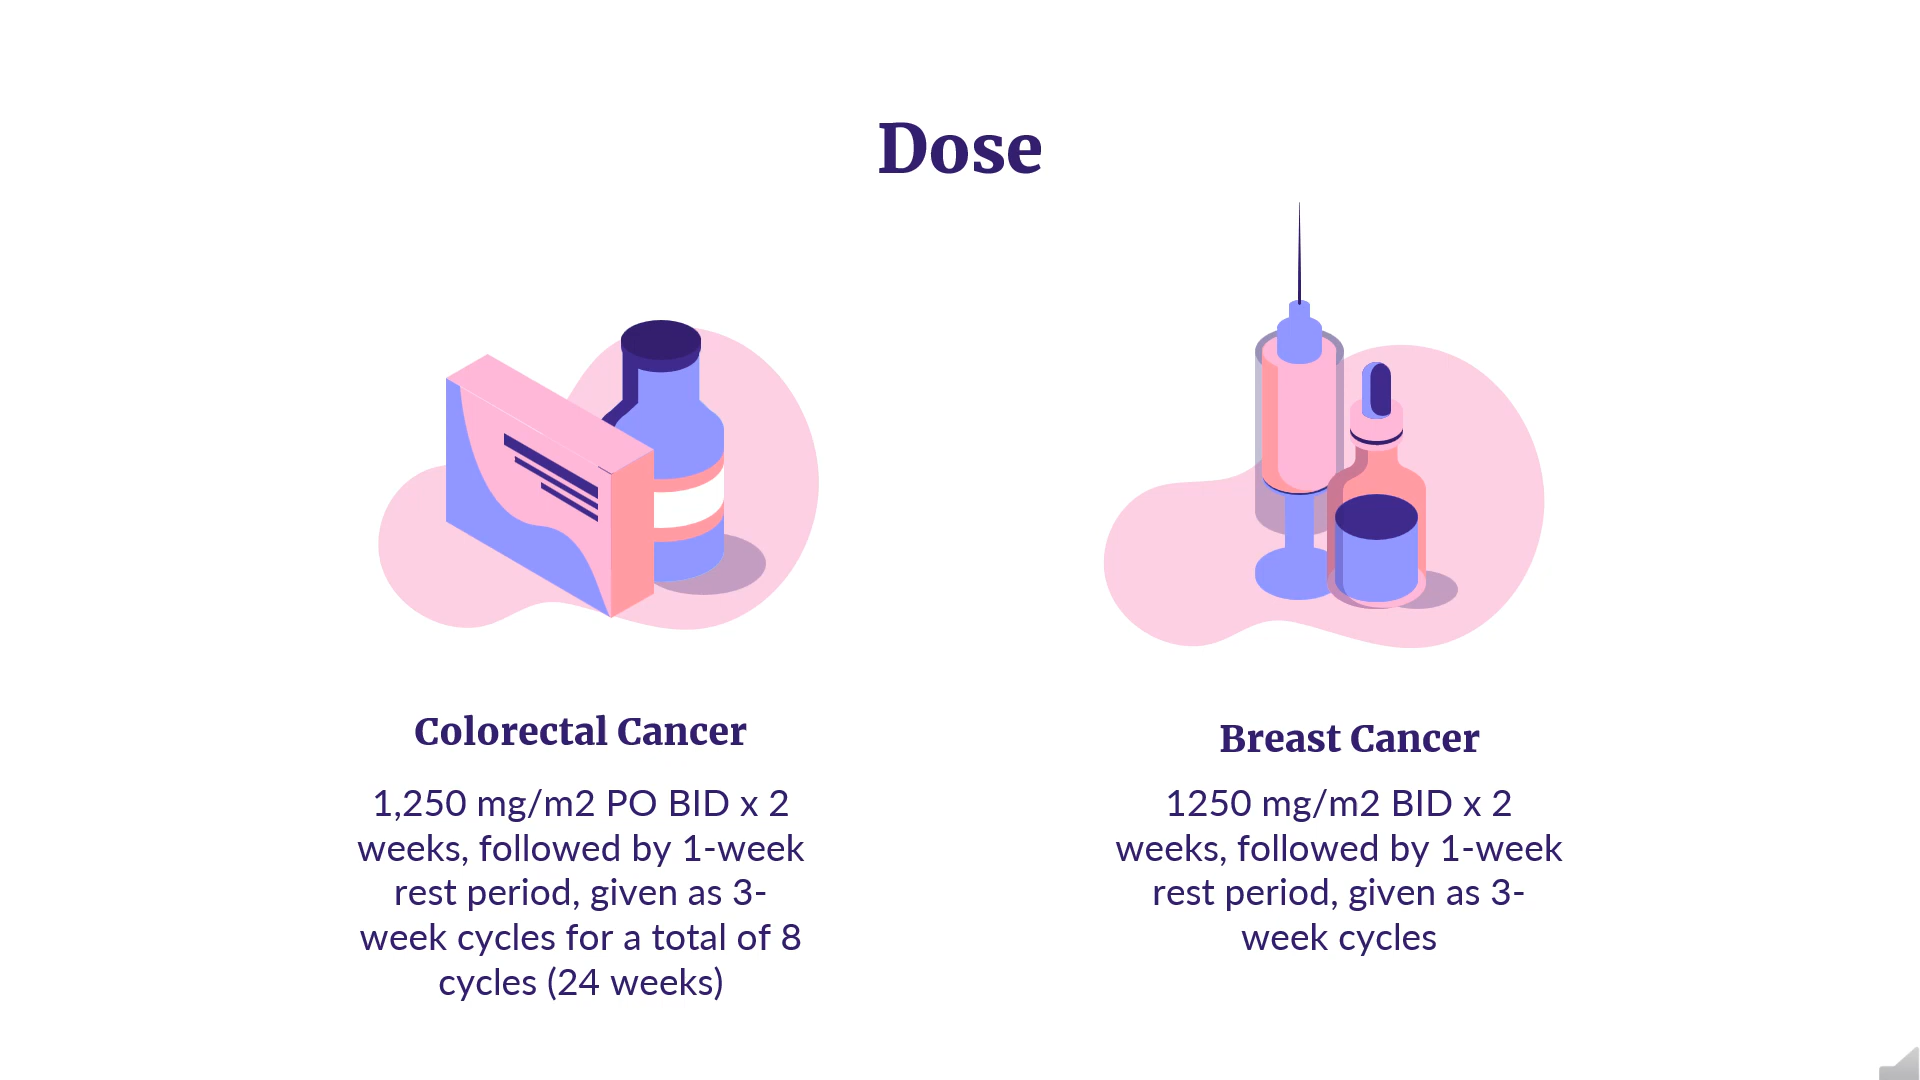 Dose
Colorectal Cancer
1,250 mg/m2 PO BID x 2
weeks, followed by 1-week
rest period, given as 3-
week cycles for a total of 8
cycles (24 weeks)
Breast Cancer
1250 mg/m2 BID x 2
weeks, followed by 1-week
rest period, given as 3-
week cycles